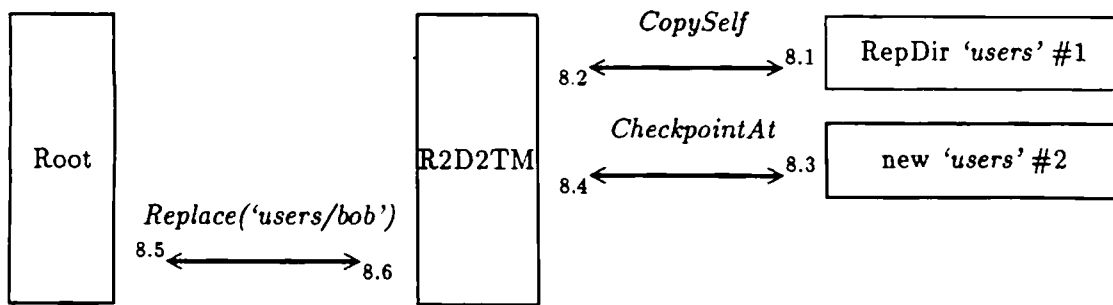 CopySelf
8.2 8.1 RepDir ‘users’ #1
CheckpointAt
Root R2D2TM 8.4 8.3 new ‘users’ #2
Replace(‘users/bob’)
8.5 8.6